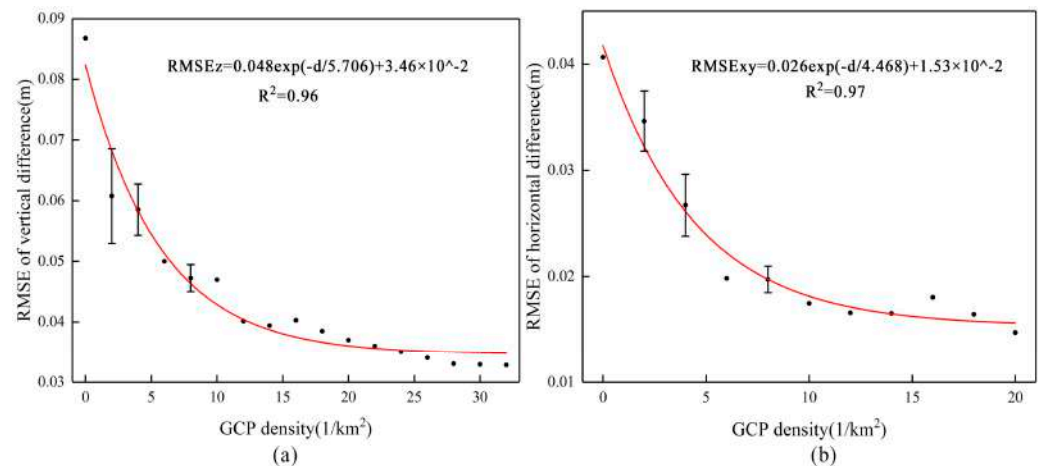 0.09
0.08
0.07
0.06
0.05
0.04
0.03
RMSE of vertical difference(m)
RMSEz=0.048exp(-d/5.706)+3.46×10^-2
R²=0.96
0 5 10 15 20 25 30
GCP density(1/km²)
(a)
0.04
0.03
0.02
0.01
RMSE of horizontal difference(m)
RMSExy=0.026exp(-d/4.468)+1.53×10^-2
R²=0.97
0 5 10 15 20
GCP density(1/km²)
(b)